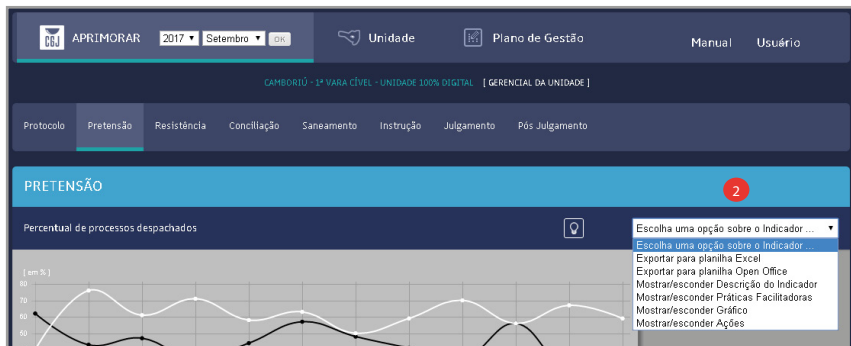 CGJ APRIMORAR 2017 Setembro OK Unidade Plano de Gestão Manual Usuário
CAMBORIÚ - 1ª VARA CÍVEL - UNIDADE 100% DIGITAL [ GERENCIAL DA UNIDADE ]
Protocolo Pretensão Resistência Conciliação Saneamento Instrução Julgamento Pós Julgamento
PRETENSÃO
2
Percentual de processos despachados
Escolha uma opção sobre o Indicador ...
Escolha uma opção sobre o Indicador ...
Exportar para planilha Excel
Exportar para planilha Open Office
Mostrar/esconder Descrição do Indicador
Mostrar/esconder Práticas Facilitadoras
Mostrar/esconder Gráfico
Mostrar/esconder Ações
[ em % ]
80
70
60
60